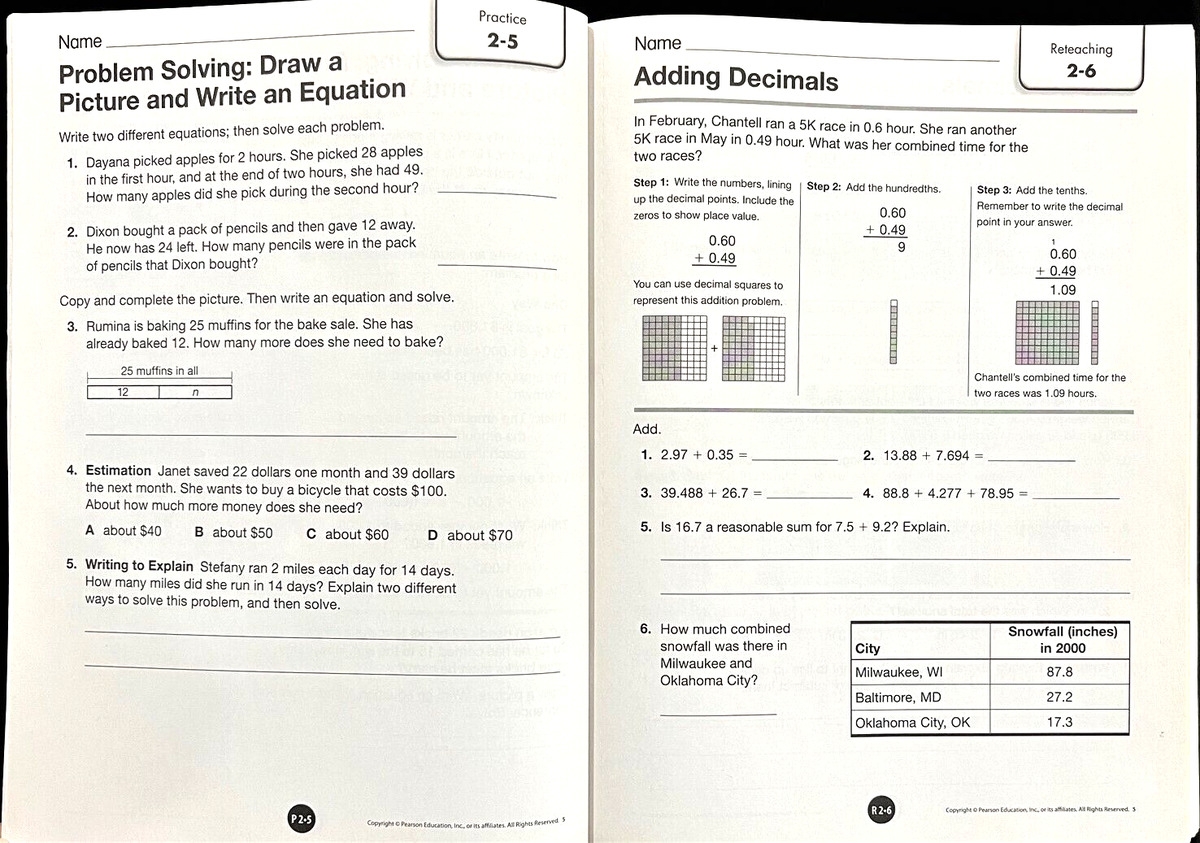 Name
Practice
2-5
Problem Solving: Draw a
Picture and Write an Equation
Write two different equations; then solve each problem.
1. Dayana picked apples for 2 hours. She picked 28 apples
in the first hour, and at the end of two hours, she had 49.
How many apples did she pick during the second hour?
2. Dixon bought a pack of pencils and then gave 12 away.
He now has 24 left. How many pencils were in the pack
of pencils that Dixon bought?
Copy and complete the picture. Then write an equation and solve.
3. Rumina is baking 25 muffins for the bake sale. She has
already baked 12. How many more does she need to bake?
25 muffins in all
12 n
4. Estimation Janet saved 22 dollars one month and 39 dollars
the next month. She wants to buy a bicycle that costs $100.
About how much more money does she need?
A about $40 B about $50 C about $60 D about $70
5. Writing to Explain Stefany ran 2 miles each day for 14 days.
How many miles did she run in 14 days? Explain two different
ways to solve this problem, and then solve.
P 2•5
Copyright © Pearson Education, Inc., or its affiliates. All Rights Reserved. 5
Name
Reteaching
2-6
Adding Decimals
In February, Chantell ran a 5K race in 0.6 hour. She ran another
5K race in May in 0.49 hour. What was her combined time for the
two races?
Step 1: Write the numbers, lining
up the decimal points. Include the
zeros to show place value.
0.60
+ 0.49
You can use decimal squares to
represent this addition problem.
+
Step 2: Add the hundredths.
0.60
+ 0.49
9
Step 3: Add the tenths.
Remember to write the decimal
point in your answer.
1
0.60
+ 0.49
1.09
Chantell's combined time for the
two races was 1.09 hours.
Add.
1. 2.97 + 0.35 =
2. 13.88 + 7.694 =
3. 39.488 + 26.7 =
4. 88.8 + 4.277 + 78.95 =
5. Is 16.7 a reasonable sum for 7.5 + 9.2? Explain.
6. How much combined
snowfall was there in
Milwaukee and
Oklahoma City?
City Snowfall (inches) in 2000
Milwaukee, WI 87.8
Baltimore, MD 27.2
Oklahoma City, OK 17.3
R 2•6
Copyright © Pearson Education, Inc., or its affiliates. All Rights Reserved. 5